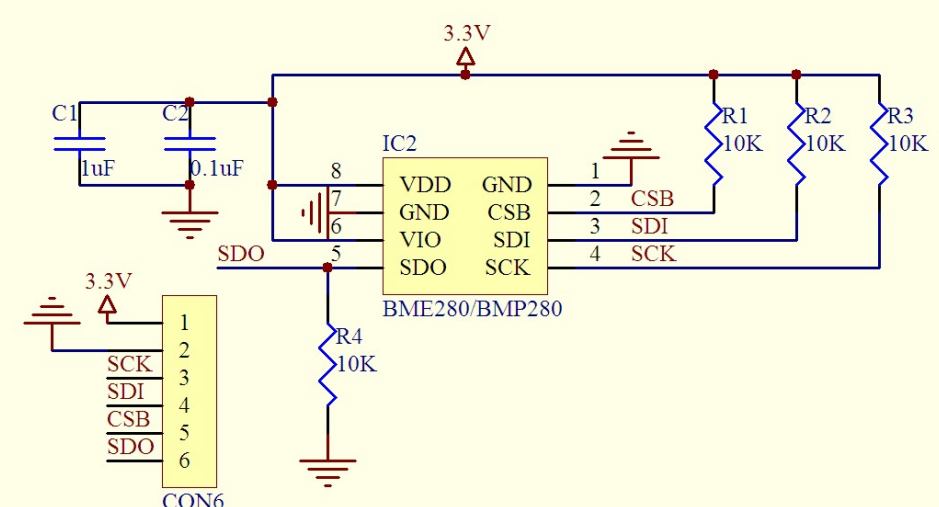 3.3V
C1
C2
R1
R2
R3
1uF
0.1uF
10K
10K
10K
IC2
8 VDD GND 1
7 GND CSB 2 CSB
6 VIO SDI 3 SDI
SDO 5 SDO SCK 4 SCK
BME280/BMP280
R4
10K
3.3V
1
2
SCK 3
SDI 4
CSB 5
SDO 6
CON6